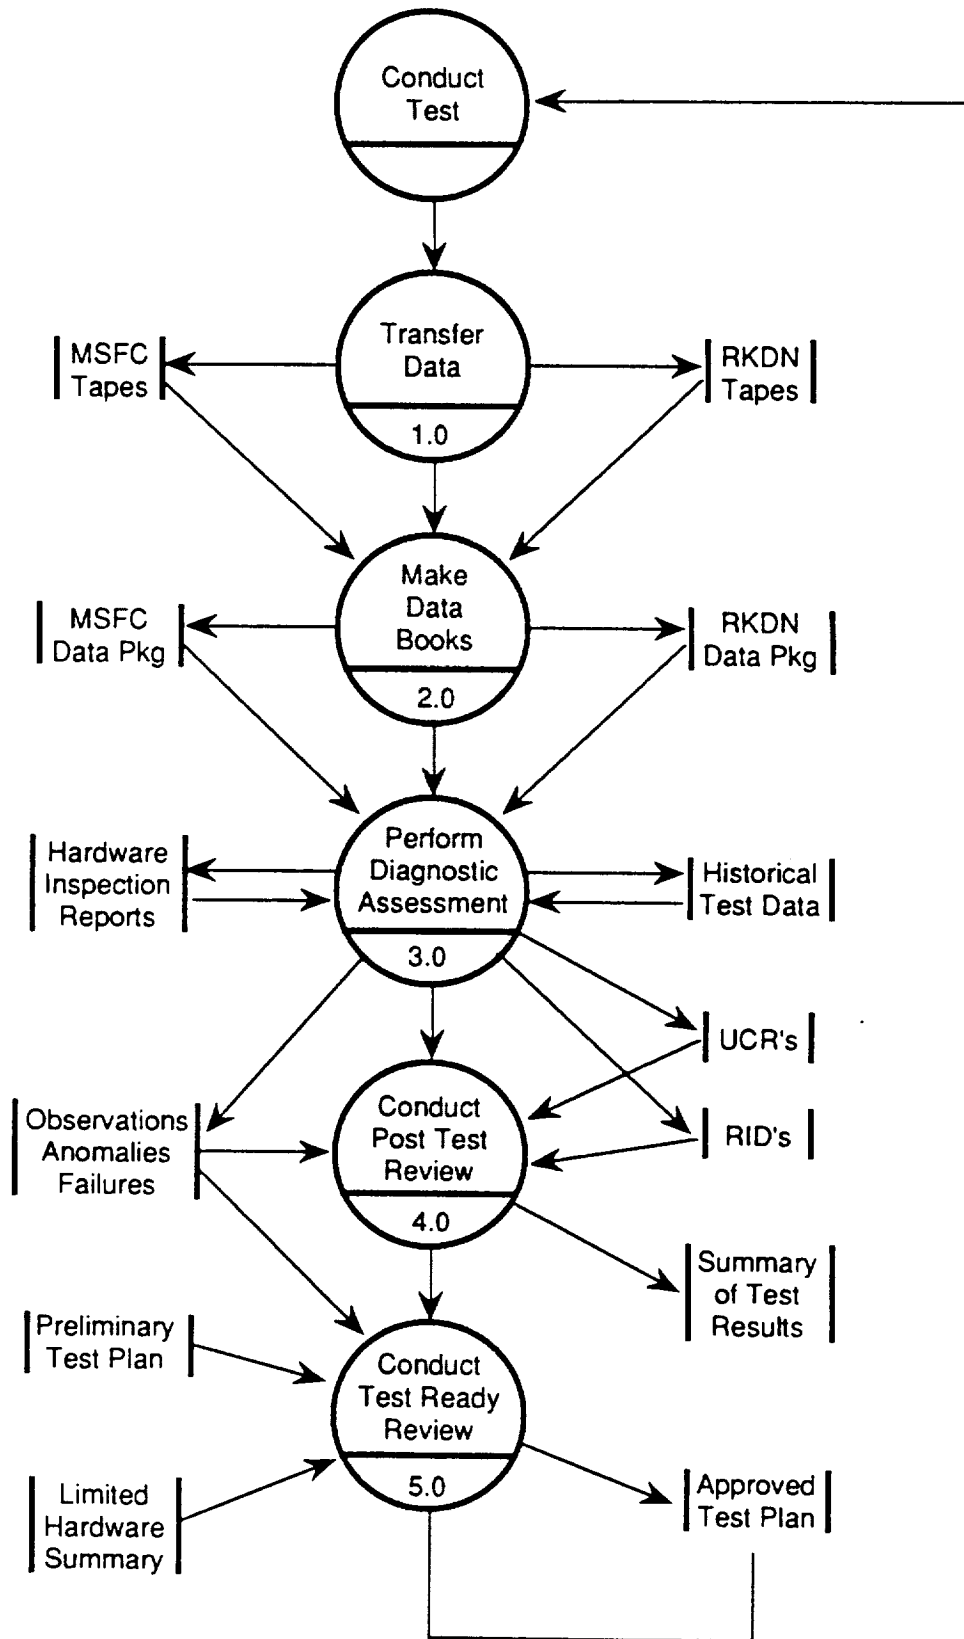 Conduct
Test
Transfer
Data
1.0
MSFC
Tapes
RKDN
Tapes
Make
Data
Books
2.0
MSFC
Data Pkg
RKDN
Data Pkg
Perform
Diagnostic
Assessment
3.0
Hardware
Inspection
Reports
Historical
Test Data
UCR's
RID's
Observations
Anomalies
Failures
Conduct
Post Test
Review
4.0
Summary
of Test
Results
Preliminary
Test Plan
Conduct
Test Ready
Review
5.0
Limited
Hardware
Summary
Approved
Test Plan